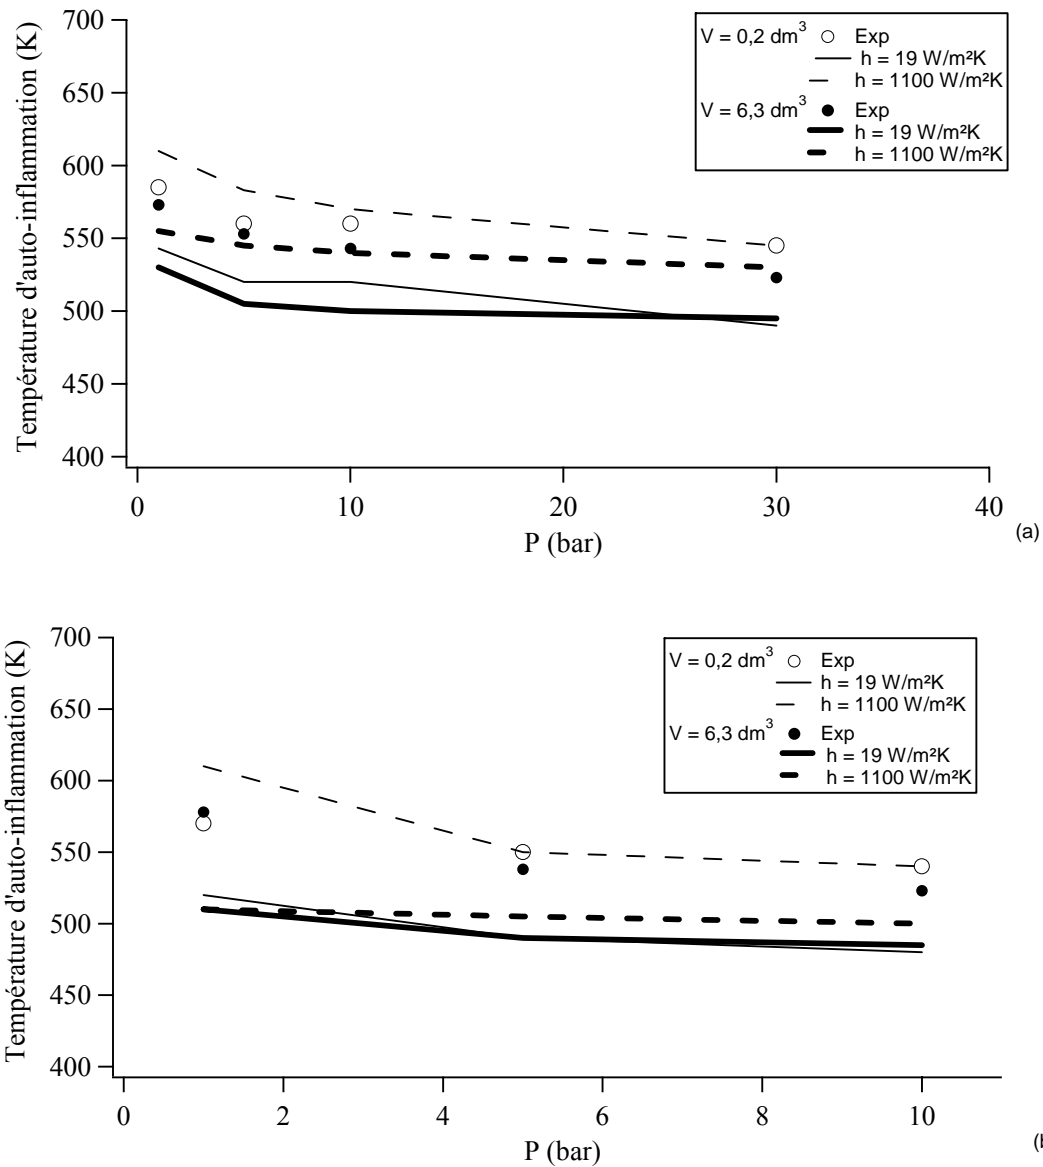 700
650
600
550
500
450
400
Température d'auto-inflammation (K)
V = 0,2 dm³ Exp
h = 19 W/m²K
h = 1100 W/m²K
V = 6,3 dm³ Exp
h = 19 W/m²K
h = 1100 W/m²K
0 10 20 30 40
P (bar)
(a)
700
650
600
550
500
450
400
Température d'auto-inflammation (K)
V = 0,2 dm³ Exp
h = 19 W/m²K
h = 1100 W/m²K
V = 6,3 dm³ Exp
h = 19 W/m²K
h = 1100 W/m²K
0 2 4 6 8 10
P (bar)